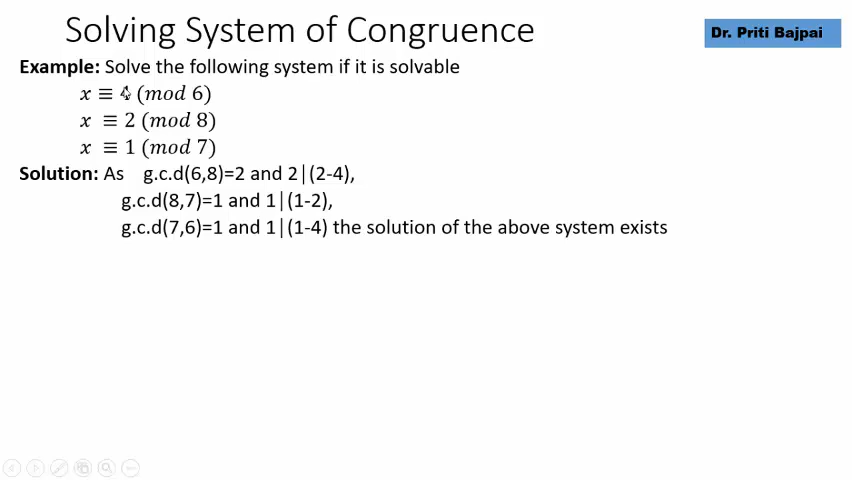 Solving System of Congruence
Dr. Priti Bajpai
Example: Solve the following system if it is solvable
x ≡ 4 (mod 6)
x ≡ 2 (mod 8)
x ≡ 1 (mod 7)
Solution: As g.c.d(6,8)=2 and 2|(2-4),
g.c.d(8,7)=1 and 1|(1-2),
g.c.d(7,6)=1 and 1|(1-4) the solution of the above system exists